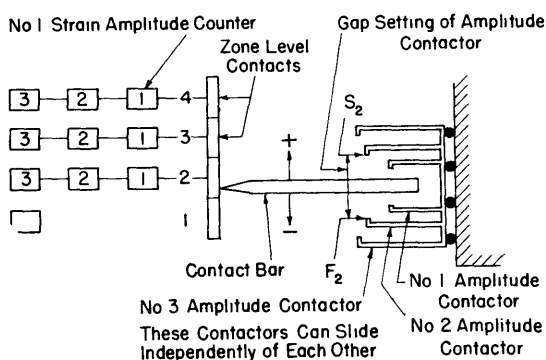 No 1 Strain Amplitude Counter
Zone Level
Contacts
Gap Setting of Amplitude
Contactor
3 2 1 4
3 2 1 3
3 2 1 2
1
+
−
S2
F2
Contact Bar
No 1 Amplitude
Contactor
No 3 Amplitude Contactor
No 2 Amplitude
Contactor
These Contactors Can Slide
Independently of Each Other